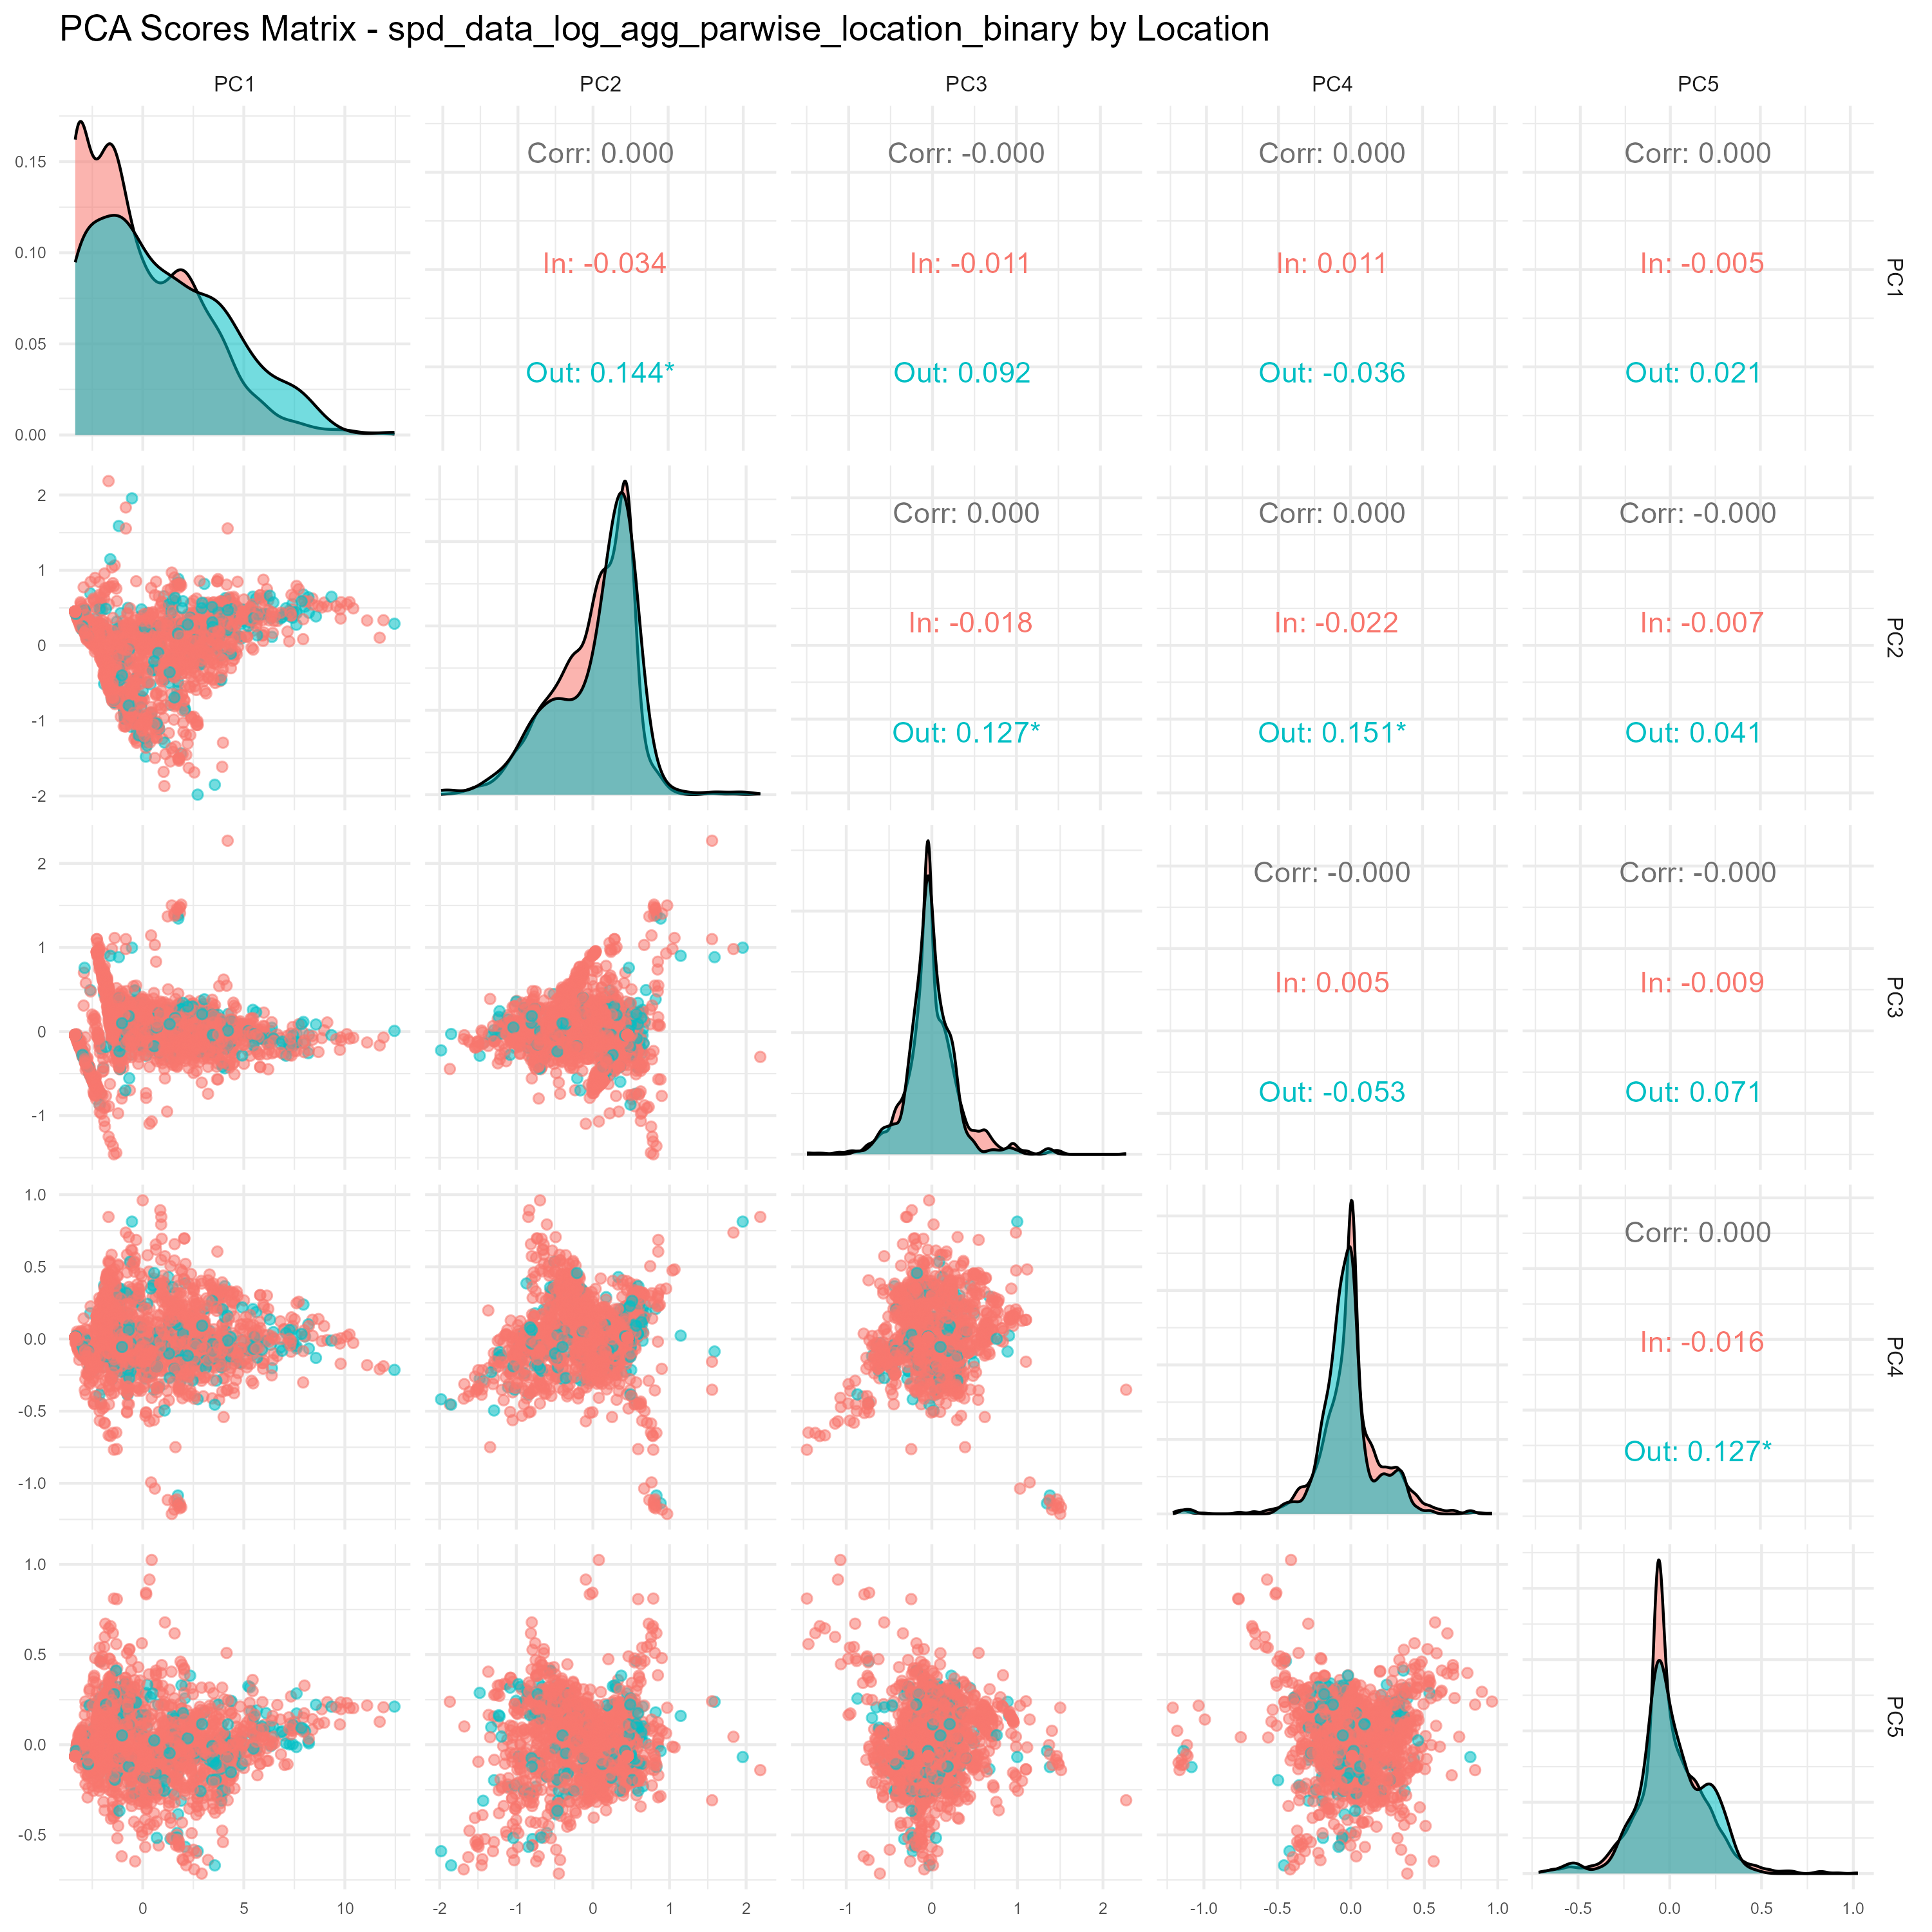 PCA Scores Matrix - spd_data_log_agg_parwise_location_binary by Location
PC1 PC2 PC3 PC4 PC5
0.15
0.10
0.05
0.00
Corr: 0.000
In: -0.034
Out: 0.144*
Corr: -0.000
In: -0.011
Out: 0.092
Corr: 0.000
In: 0.011
Out: -0.036
Corr: 0.000
In: -0.005
Out: 0.021
PC1
2
1
0
-1
-2
Corr: 0.000
In: -0.018
Out: 0.127*
Corr: 0.000
In: -0.022
Out: 0.151*
Corr: -0.000
In: -0.007
Out: 0.041
PC2
2
1
0
-1
Corr: -0.000
In: 0.005
Out: -0.053
Corr: -0.000
In: -0.009
Out: 0.071
PC3
1.0
0.5
0.0
-0.5
-1.0
Corr: 0.000
In: -0.016
Out: 0.127*
PC4
1.0
0.5
0.0
-0.5
PC5
0 5 10
-2 -1 0 1 2
-1 0 1 2
-1.0 -0.5 0.0 0.5 1.0
-0.5 0.0 0.5 1.0